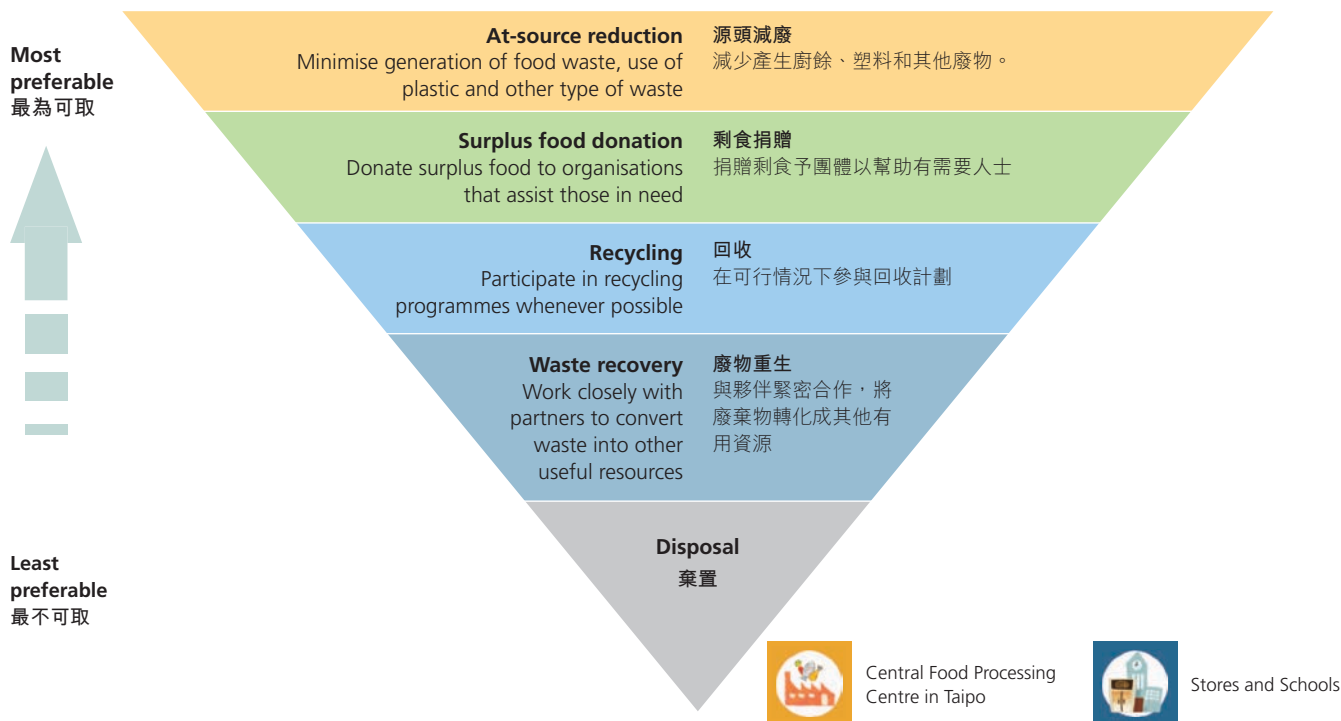 Most
preferable
最為可取
At-source reduction
Minimise generation of food waste, use of
plastic and other type of waste
源頭減廢
減少產生廚餘、塑料和其他廢物。
Surplus food donation
Donate surplus food to organisations
that assist those in need
剩食捐贈
捐贈剩食予團體以幫助有需要人士
Recycling
Participate in recycling
programmes whenever possible
回收
在可行情況下參與回收計劃
Waste recovery
Work closely with
partners to convert
waste into other
useful resources
廢物重生
與夥伴緊密合作，將
廢棄物轉化成其他有
用資源
Disposal
棄置
Least
preferable
最不可取
Central Food Processing
Centre in Taipo
Stores and Schools